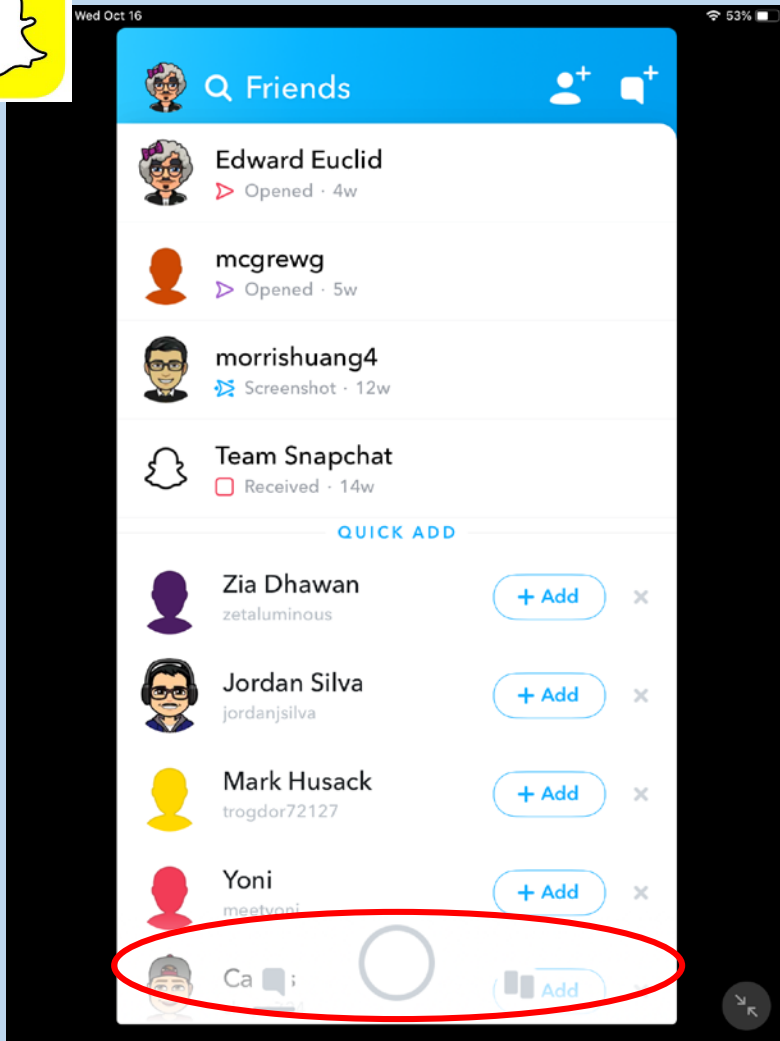 Wed Oct 16
53%
Friends
Edward Euclid
Opened · 4w
mcgrewg
Opened · 5w
morrishuang4
Screenshot · 12w
Team Snapchat
Received · 14w
QUICK ADD
Zia Dhawan
+ Add
zetaluminous
Jordan Silva
+ Add
jordanjsilva
Mark Husack
+ Add
trogdor72127
Yoni
+ Add
meetyoni
Add